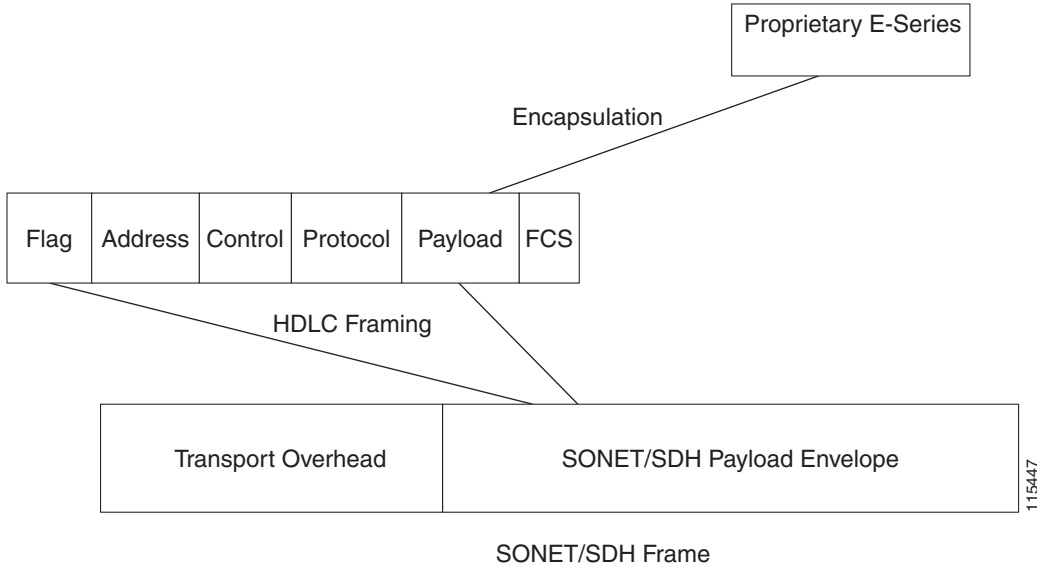 Proprietary E-Series
Encapsulation
Flag Address Control Protocol Payload FCS
HDLC Framing
Transport Overhead SONET/SDH Payload Envelope
115447
SONET/SDH Frame